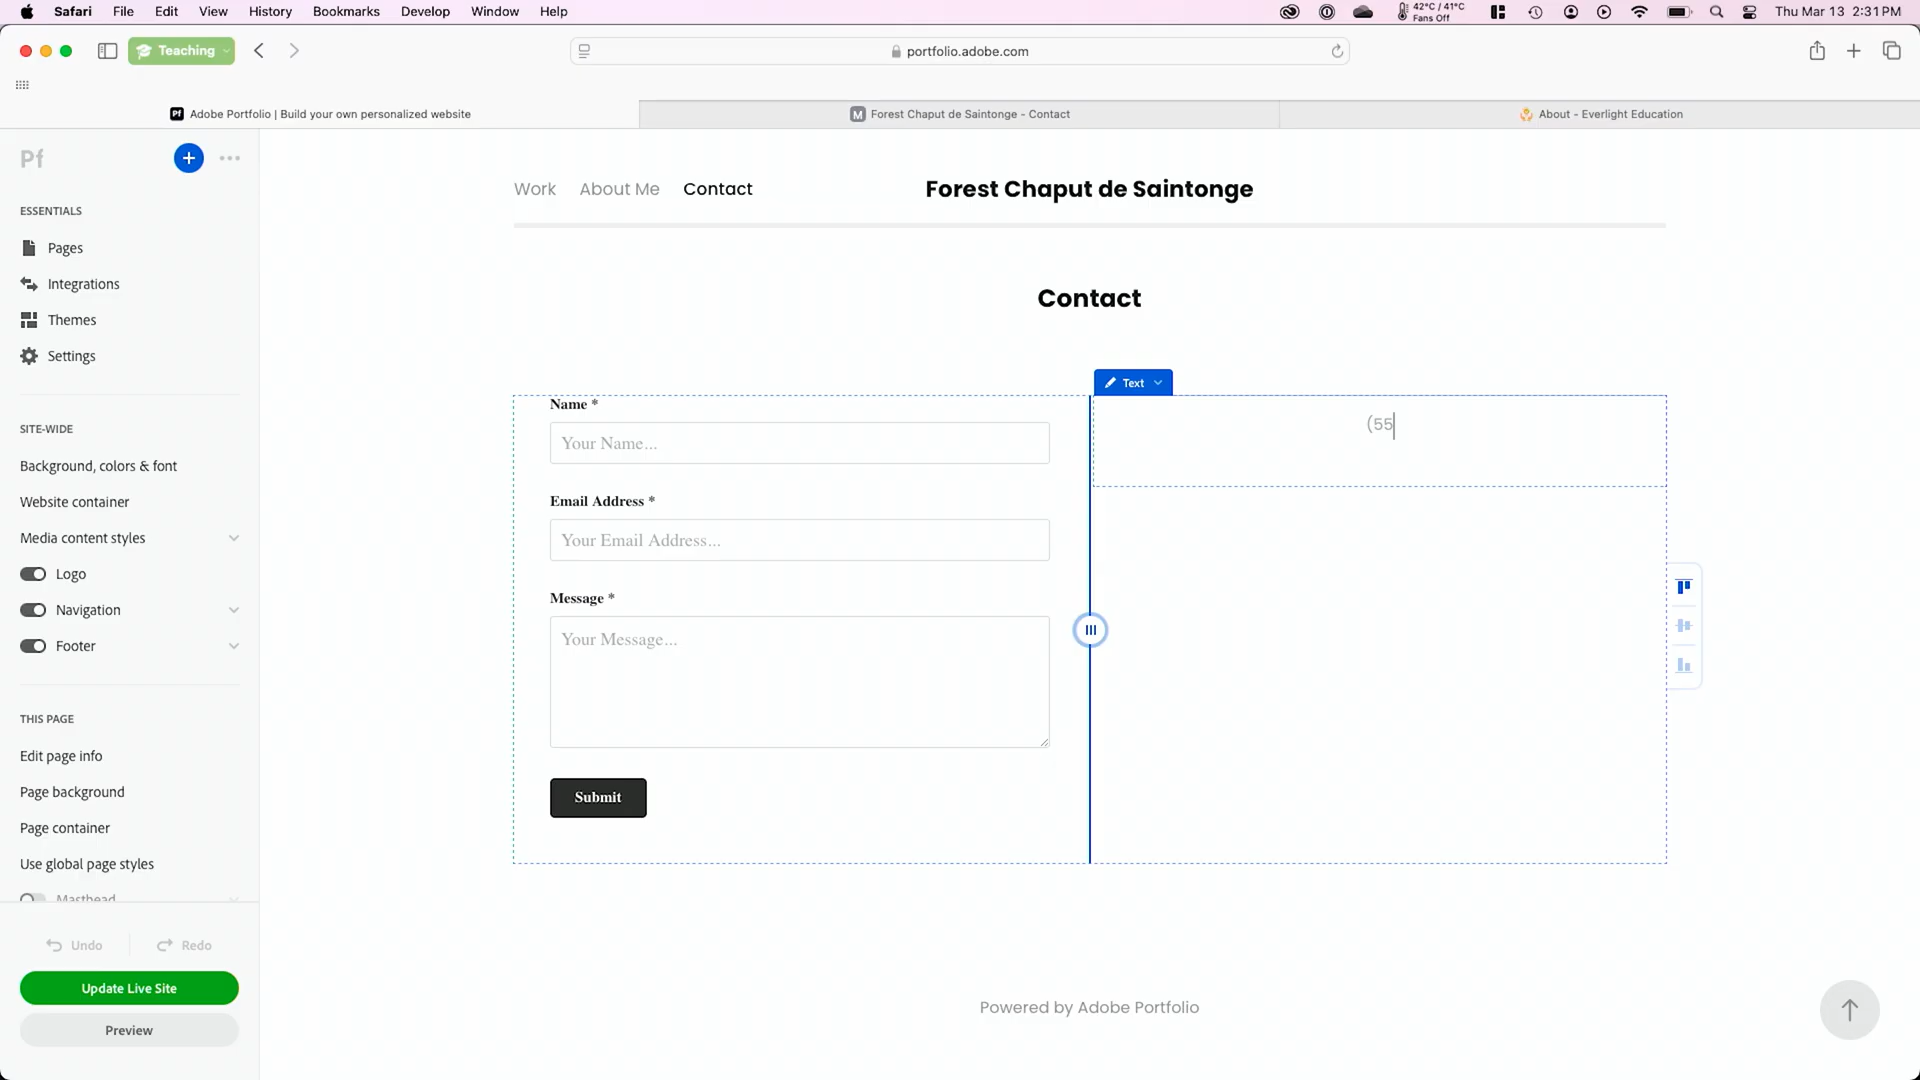 Safari File Edit View History Bookmarks Develop Window Help
42°C / 41°C
Fans Off
Thu Mar 13 2:31 PM
Teaching
portfolio.adobe.com
Pf Adobe Portfolio | Build your own personalized website
M Forest Chaput de Saintonge - Contact
About - Everlight Education
Pf
ESSENTIALS
Pages
Integrations
Themes
Settings
SITE-WIDE
Background, colors & font
Website container
Media content styles
Logo
Navigation
Footer
THIS PAGE
Edit page info
Page background
Page container
Use global page styles
Masthead
Undo Redo
Update Live Site
Preview
Work About Me Contact
Forest Chaput de Saintonge
Contact
Text
Name *
Your Name...
(55
Email Address *
Your Email Address...
Message *
Your Message...
Submit
Powered by Adobe Portfolio